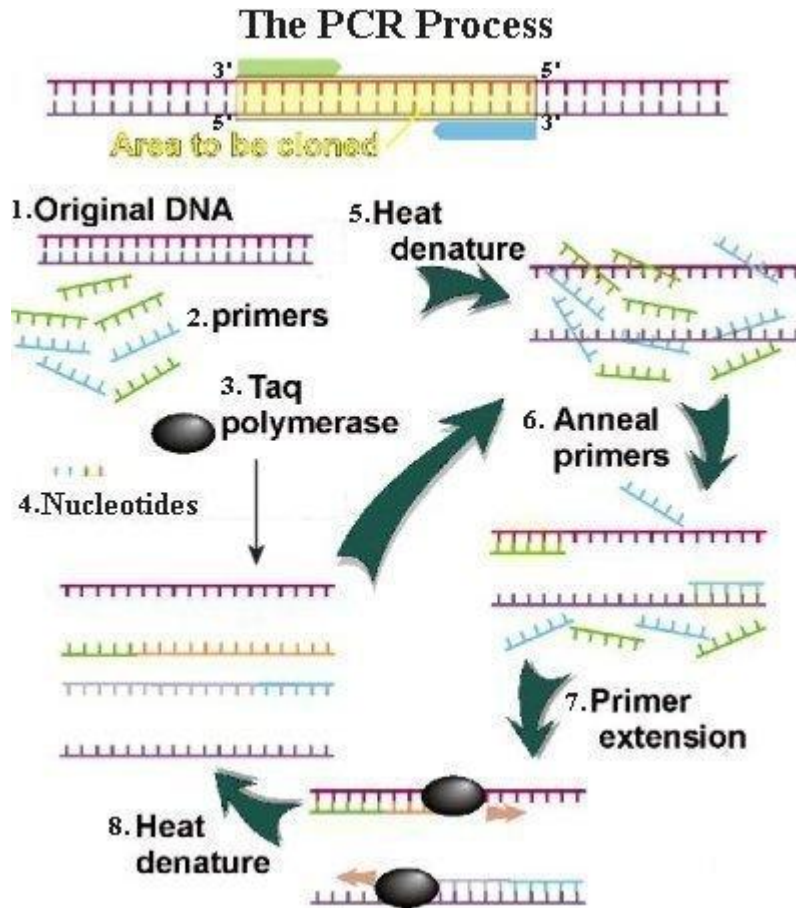 The PCR Process
3' 5'
5' 3'
Area to be cloned
1.Original DNA
2.primers
3.Taq
polymerase
4.Nucleotides
5.Heat
denature
6. Anneal
primers
7.Primer
extension
8.Heat
denature